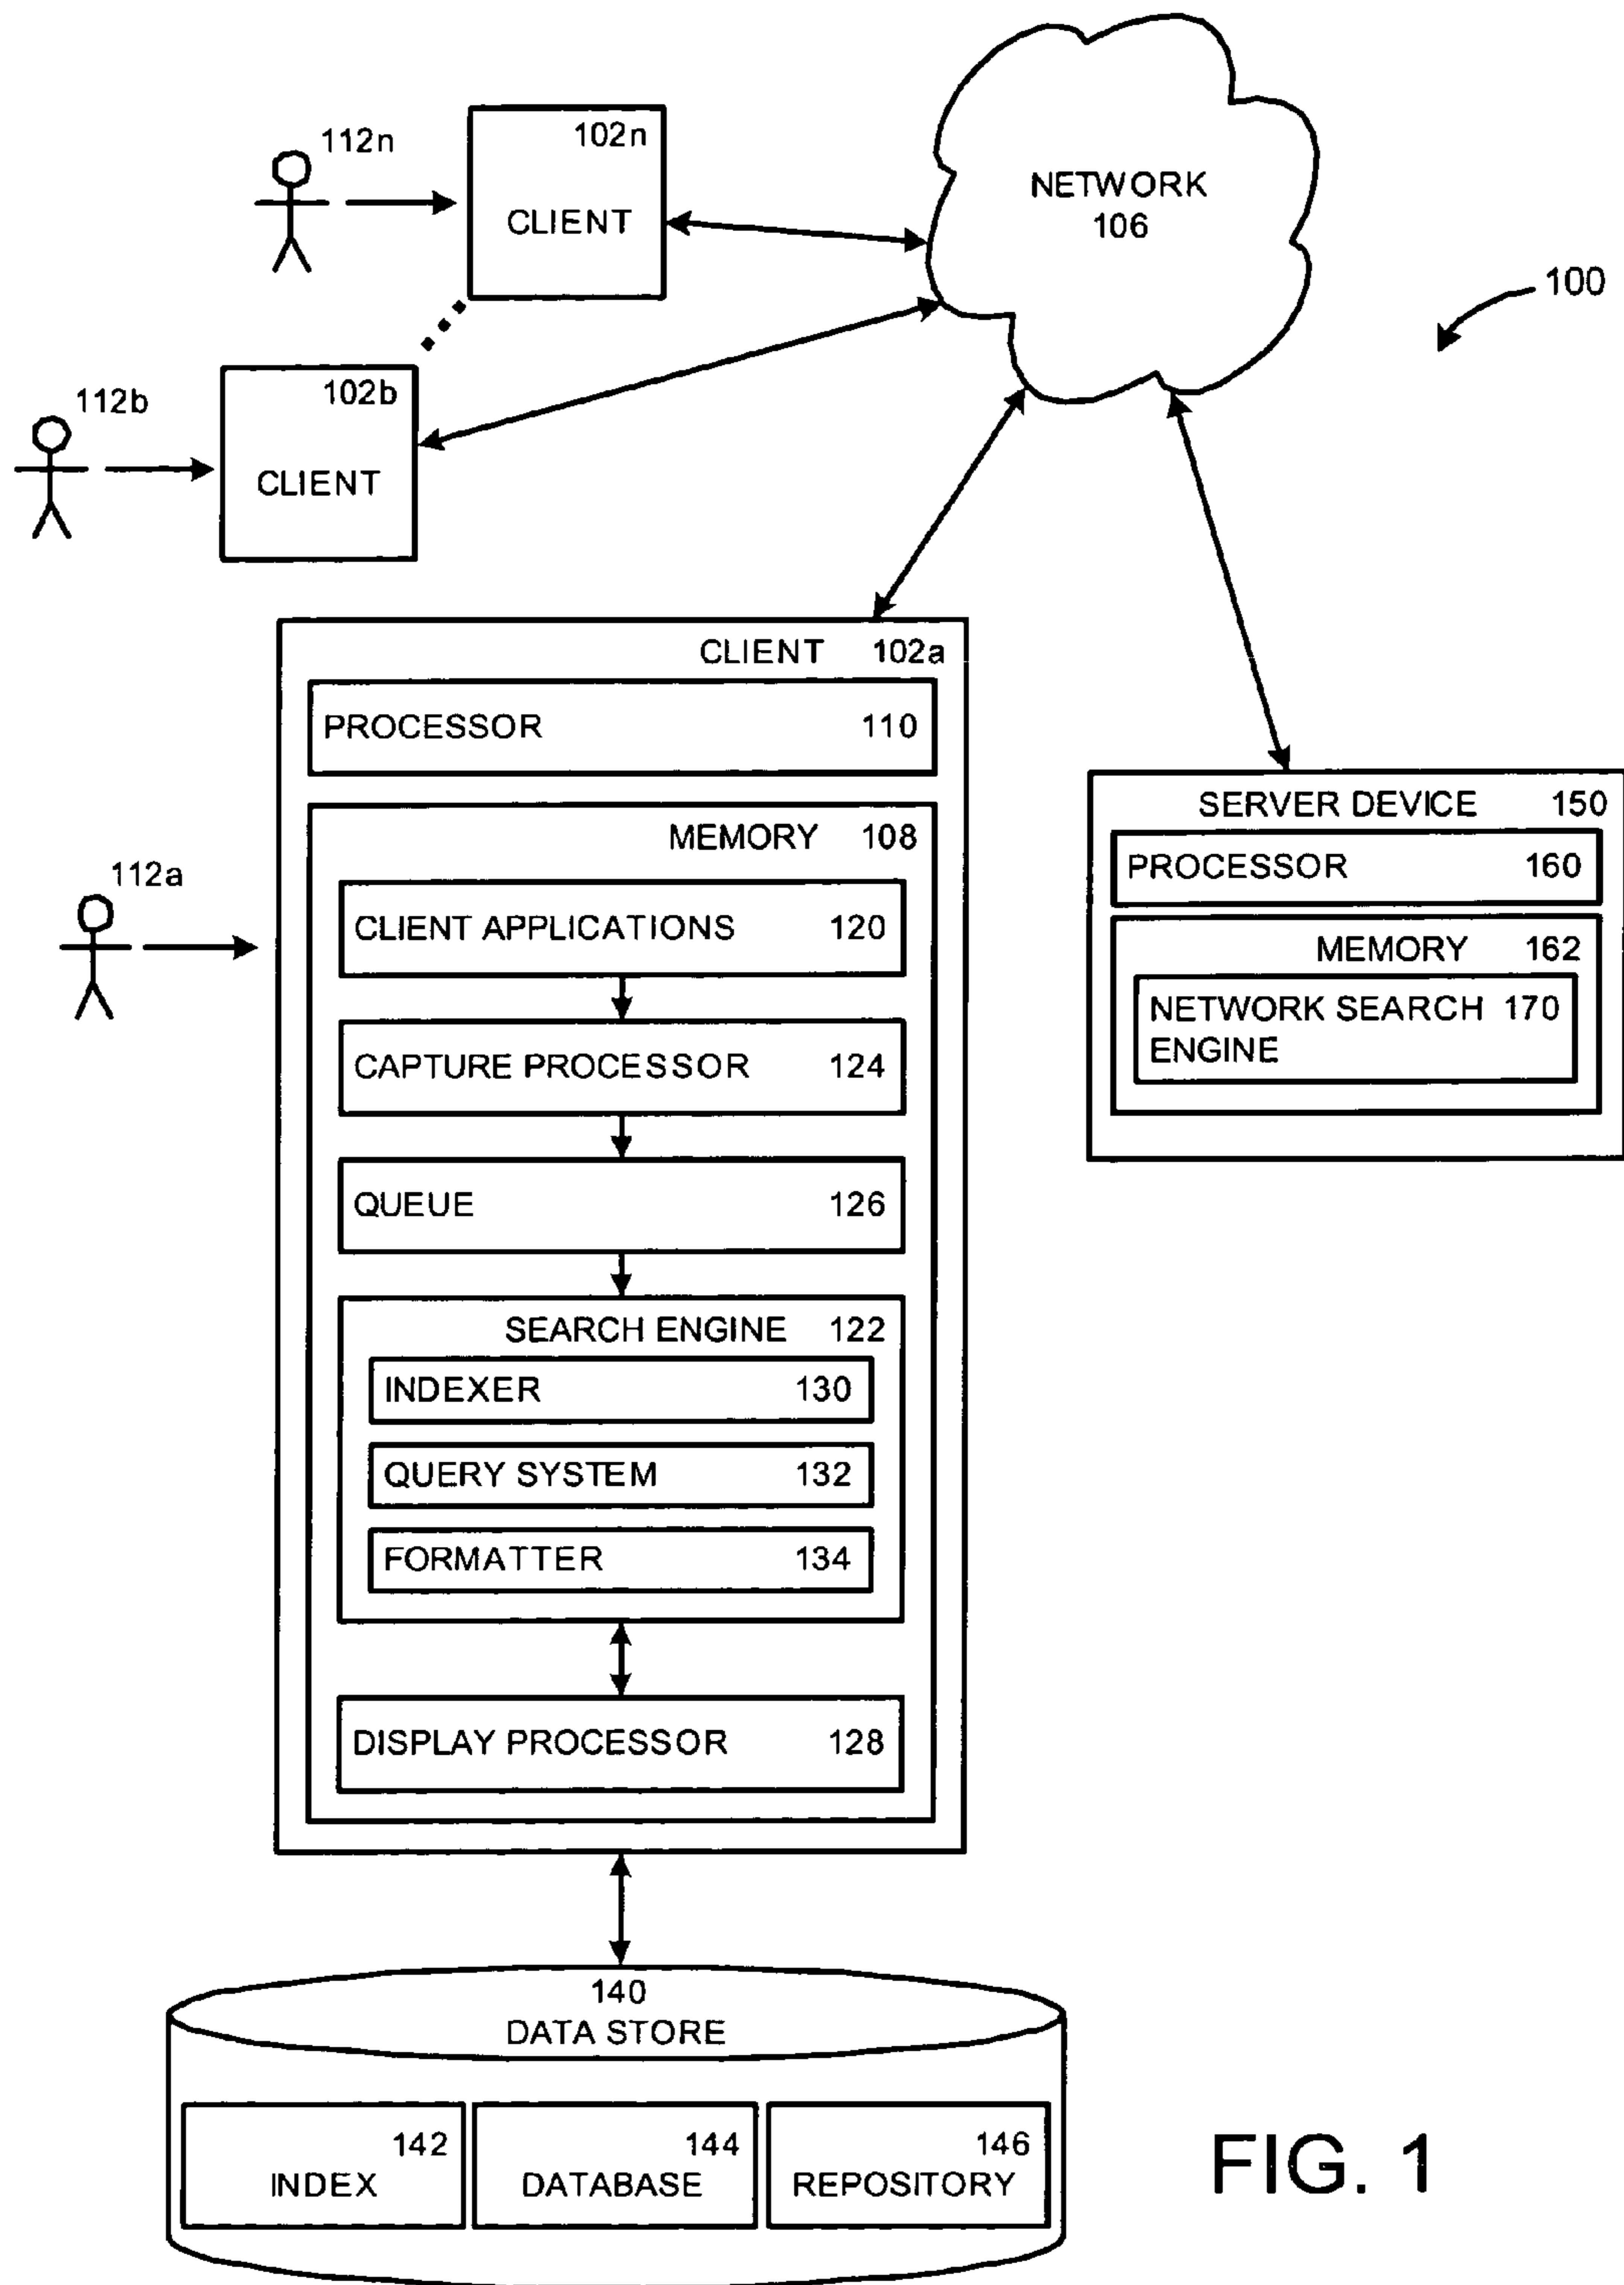 112n
102n
CLIENT
NETWORK
106
100
112b
102b
CLIENT
CLIENT 102a
PROCESSOR 110
MEMORY 108
112a
CLIENT APPLICATIONS 120
CAPTURE PROCESSOR 124
QUEUE 126
SEARCH ENGINE 122
INDEXER 130
QUERY SYSTEM 132
FORMATTER 134
DISPLAY PROCESSOR 128
SERVER DEVICE 150
PROCESSOR 160
MEMORY 162
NETWORK SEARCH 170
ENGINE
140
DATA STORE
142
INDEX
144
DATABASE
146
REPOSITORY
FIG. 1